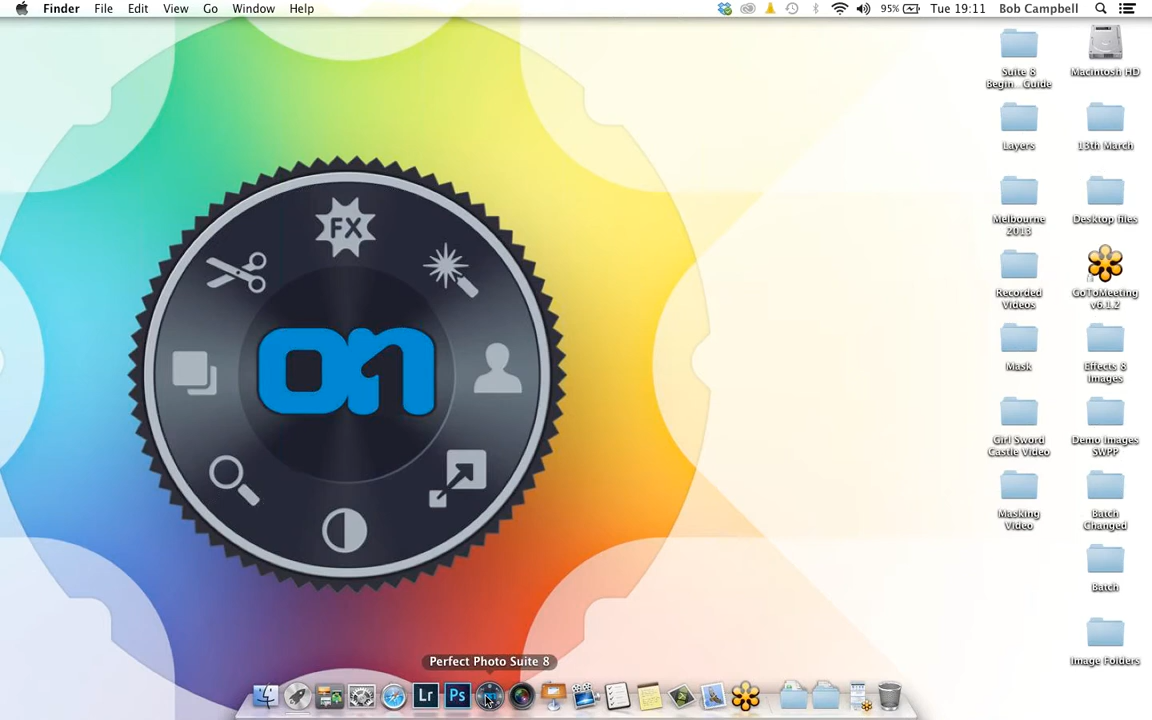 Finder File Edit View Go Window Help
95% Tue 19:11 Bob Campbell
Suite 8
Begin...Guide
Macintosh HD
Layers
13th March
Melbourne
2013
Desktop files
Recorded
Videos
GoToMeeting
v6.1.2
Mask
Effects 8
Images
Girl Sword
Castle Video
Demo Images
SWPP
Masking
Video
Batch
Changed
Batch
Image Folders
FX
on
Perfect Photo Suite 8
Lr
Ps